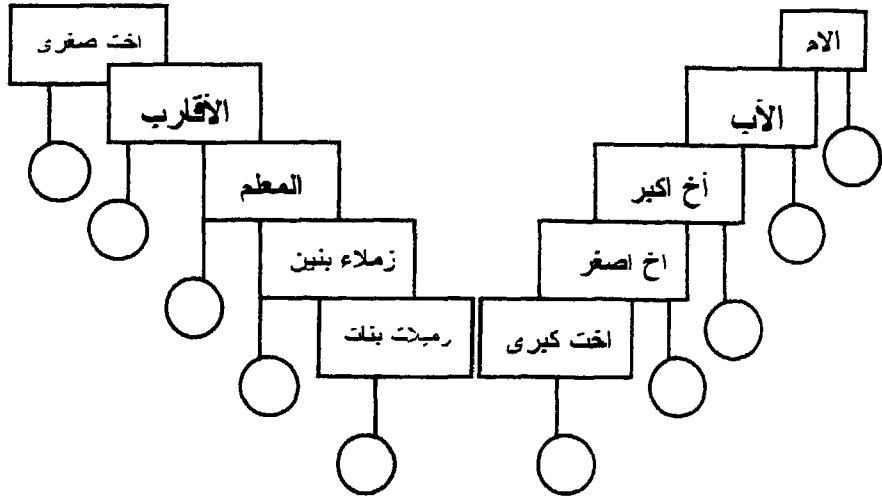 الام
الأب
أخ اكبر
اخ اصغر
اخت كبرى
اخت صغرى
الأقارب
المعلم
زملاء بنين
زميلات بنات